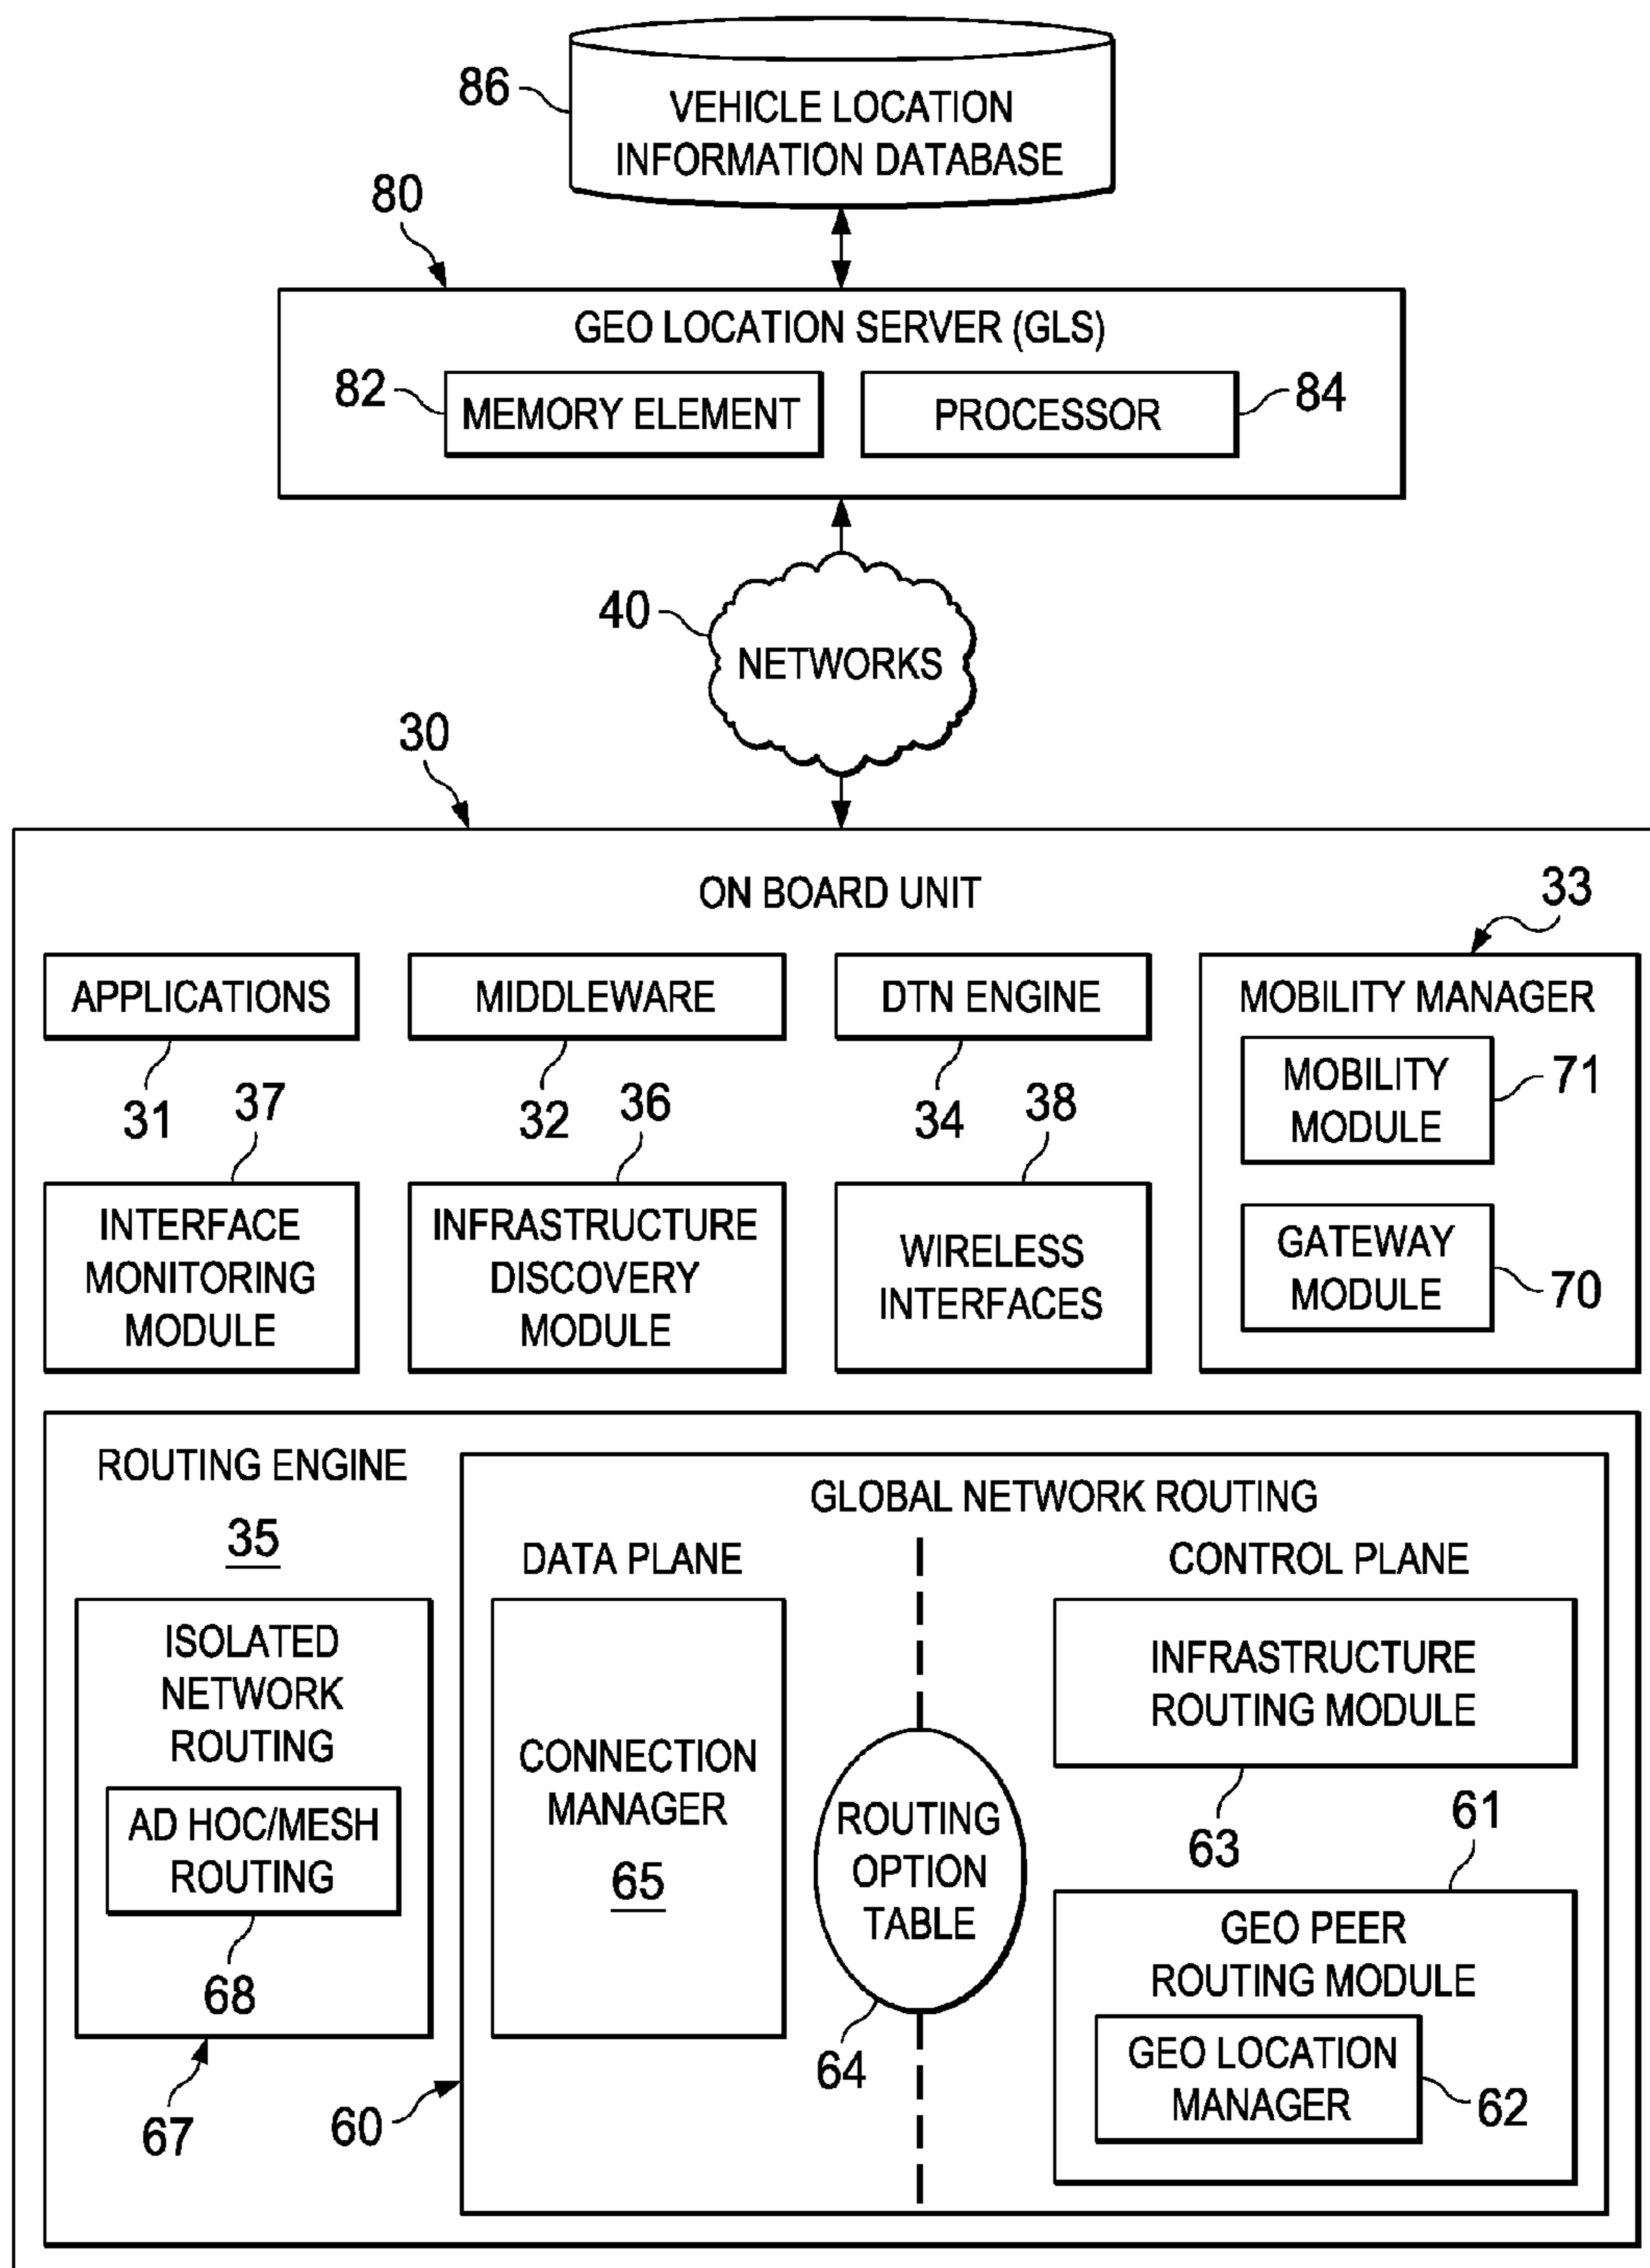 86
VEHICLE LOCATION
INFORMATION DATABASE
80
GEO LOCATION SERVER (GLS)
82
MEMORY ELEMENT
PROCESSOR
84
40
NETWORKS
30
ON BOARD UNIT
33
APPLICATIONS
31
MIDDLEWARE
32
DTN ENGINE
34
MOBILITY MANAGER
MOBILITY
MODULE
71
GATEWAY
MODULE
70
37
INTERFACE
MONITORING
MODULE
36
INFRASTRUCTURE
DISCOVERY
MODULE
38
WIRELESS
INTERFACES
ROUTING ENGINE
35
ISOLATED
NETWORK
ROUTING
AD HOC/MESH
ROUTING
68
67
GLOBAL NETWORK ROUTING
60
DATA PLANE
CONNECTION
MANAGER
65
ROUTING
OPTION
TABLE
64
CONTROL PLANE
INFRASTRUCTURE
ROUTING MODULE
63
61
GEO PEER
ROUTING MODULE
GEO LOCATION
MANAGER
62